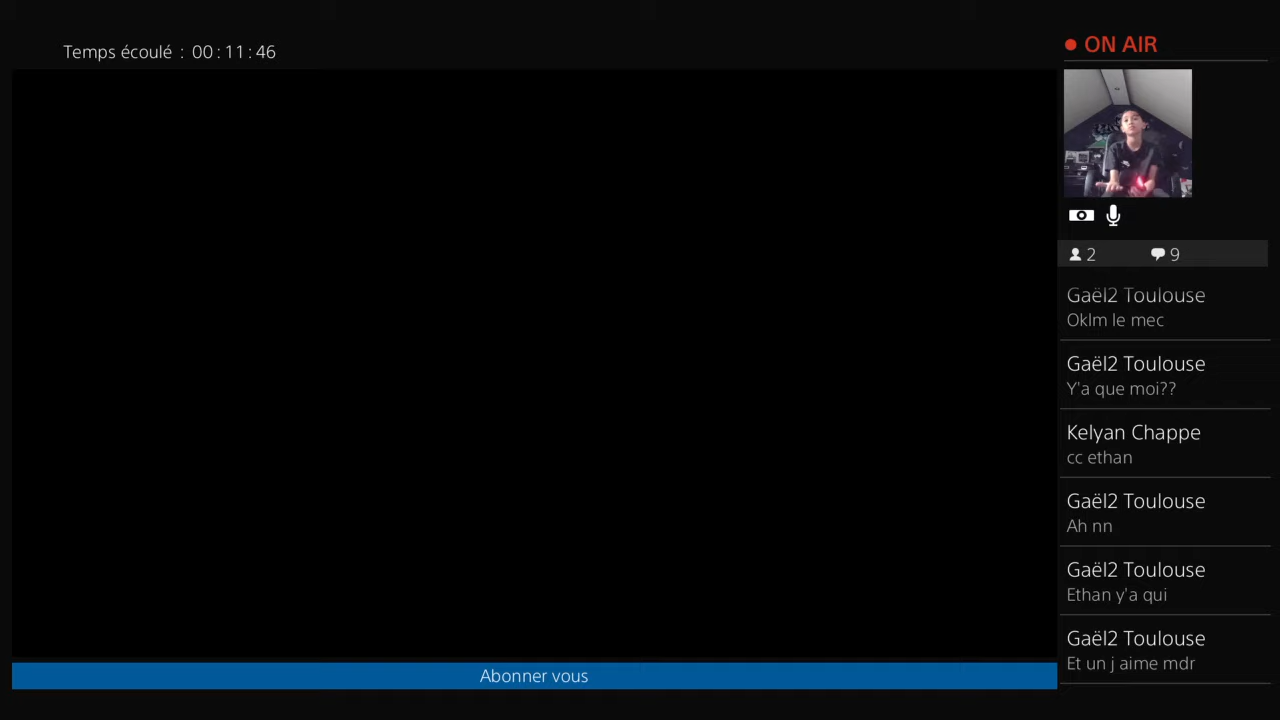 Temps écoulé : 00:11:46
ON AIR
2 9
Gaël2 Toulouse
Oklm le mec
Gaël2 Toulouse
Y'a que moi??
Kelyan Chappe
cc ethan
Gaël2 Toulouse
Ah nn
Gaël2 Toulouse
Ethan y'a qui
Gaël2 Toulouse
Et un j aime mdr
Abonner vous